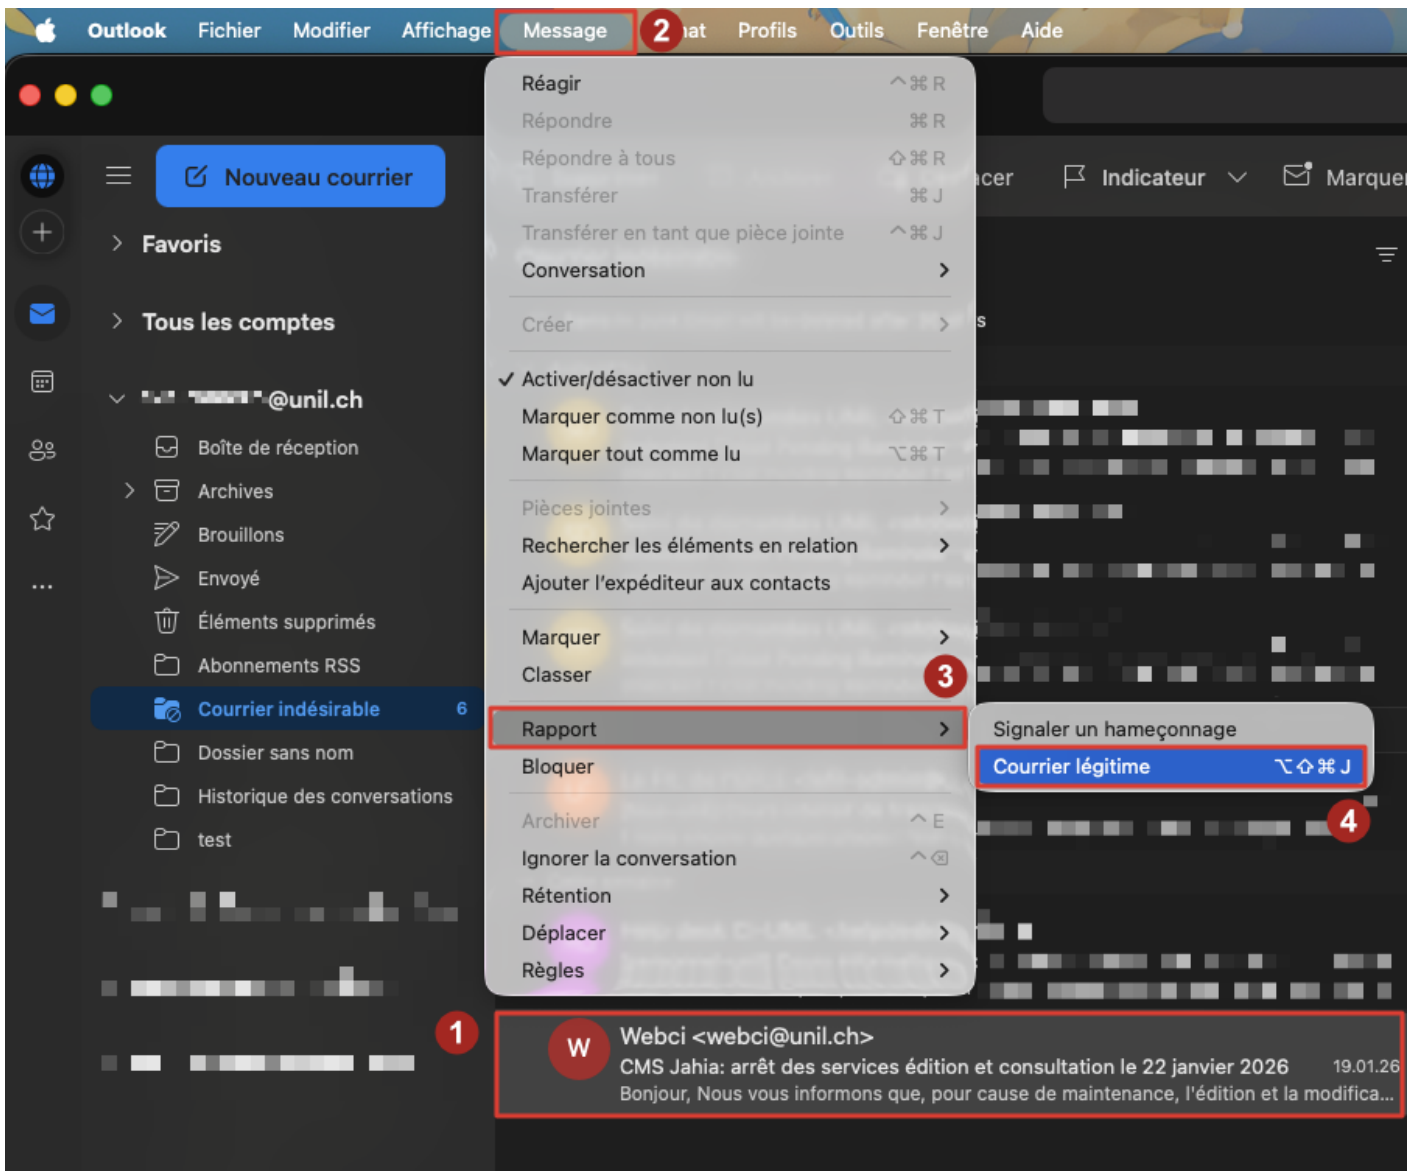 Outlook Fichier Modifier Affichage Message 2 at Profils Outils Fenêtre Aide
Réagir ^⌘R
Répondre ⌘R
Répondre à tous ⇧⌘R
Transférer ⌘J
Transférer en tant que pièce jointe ^⌘J
Conversation
Créer
Activer/désactiver non lu
Marquer comme non lu(s) ⇧⌘T
Marquer tout comme lu ⌥⌘T
Pièces jointes
Rechercher les éléments en relation
Ajouter l'expéditeur aux contacts
Marquer
Classer
3
Rapport
Bloquer
Archiver ^E
Ignorer la conversation ^⌫
Rétention
Déplacer
Règles
Signaler un hameçonnage
Courrier légitime ⌥⇧⌘J
4
Nouveau courrier
acer Indicateur Marquer
Favoris
Tous les comptes
@unil.ch
Boîte de réception
Archives
Brouillons
Envoyé
Éléments supprimés
Abonnements RSS
Courrier indésirable 6
Dossier sans nom
Historique des conversations
test
s
1
W
Webci <webci@unil.ch>
CMS Jahia: arrêt des services édition et consultation le 22 janvier 2026 19.01.26
Bonjour, Nous vous informons que, pour cause de maintenance, l'édition et la modifica...